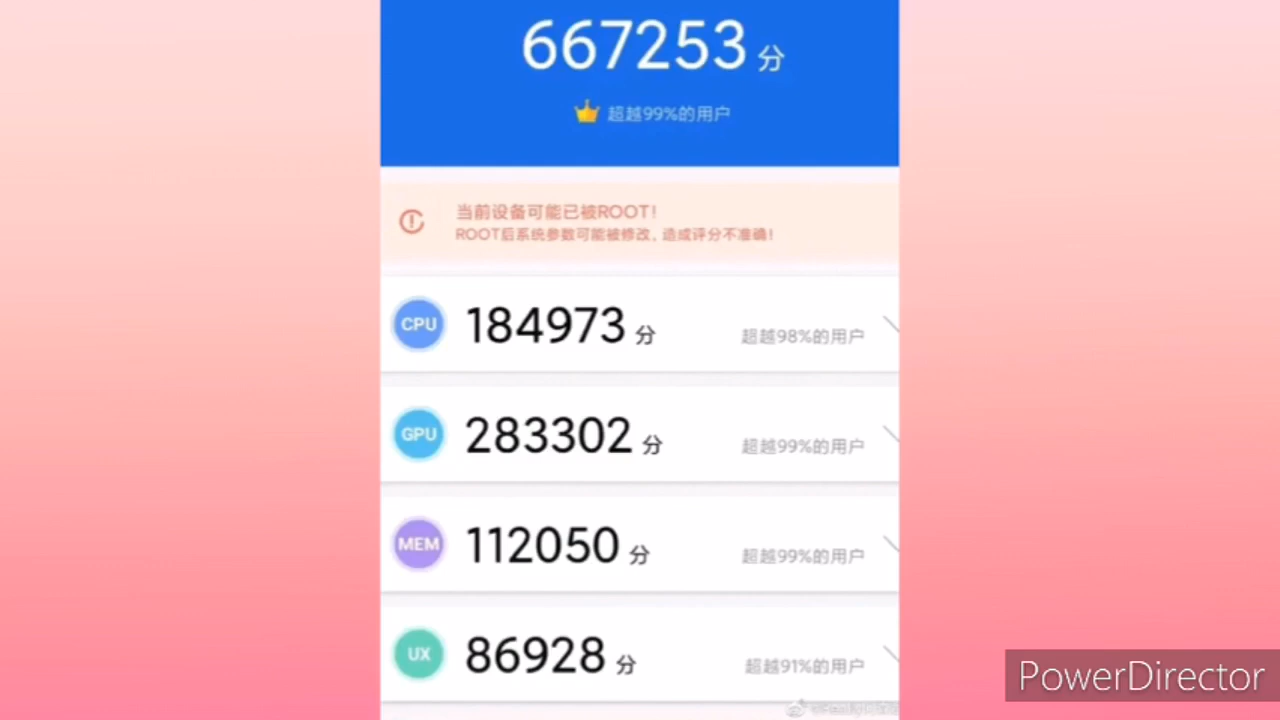 667253 分
超越99%的用户
当前设备可能已被ROOT!
ROOT后系统参数可能被修改, 造成评分不准确!
CPU 184973 分 超越98%的用户
GPU 283302 分 超越99%的用户
MEM 112050 分 超越99%的用户
UX 86928 分 超越91%的用户
PowerDirector